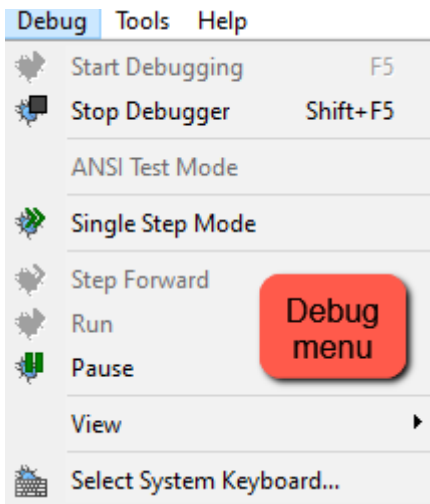 Debug Tools Help
Start Debugging F5
Stop Debugger Shift+F5
ANSI Test Mode
Single Step Mode
Step Forward
Run
Pause
View
Select System Keyboard...
Debug
menu